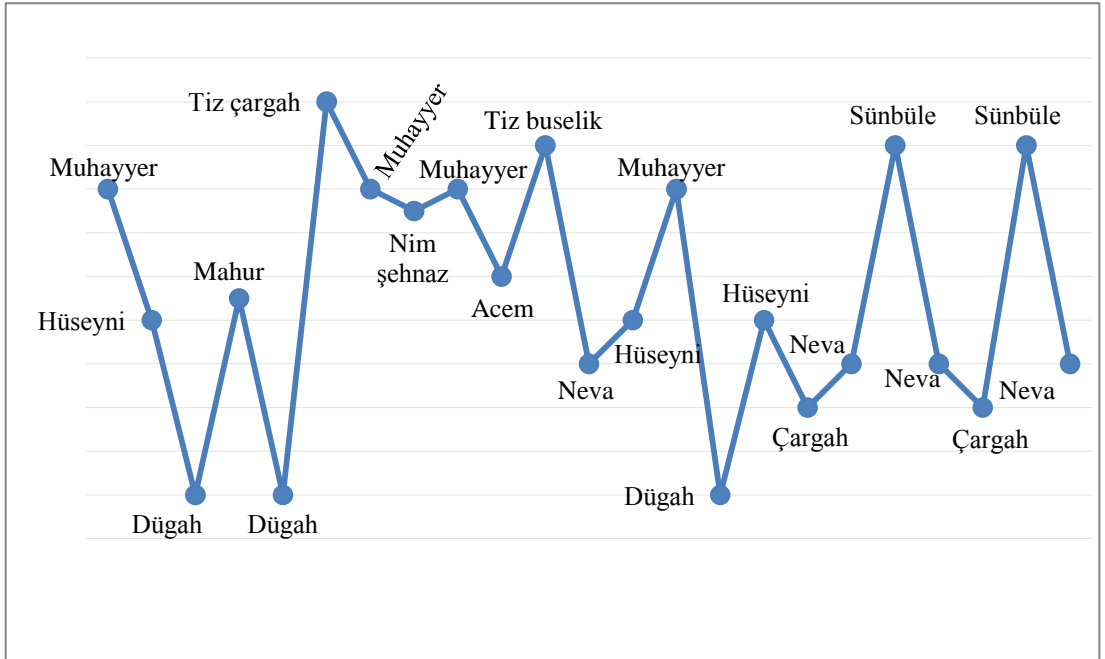 Muhayyer
Hüseyni
Dügah
Mahur
Dügah
Tiz çargah
Muhayyer
Nim
şehnaz
Muhayyer
Acem
Tiz buselik
Neva
Hüseyni
Muhayyer
Dügah
Hüseyni
Çargah
Neva
Sünbüle
Neva
Çargah
Sünbüle
Neva